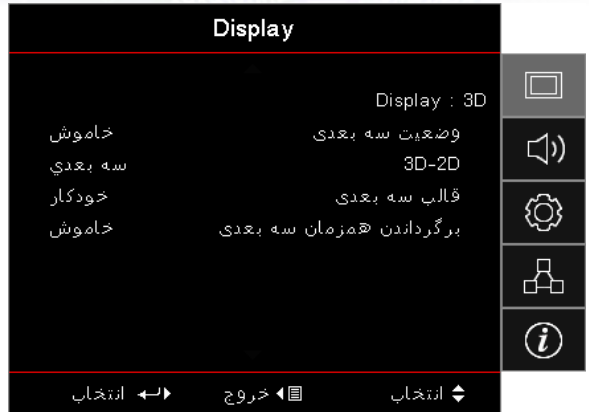 Display
Display : 3D
وضعیت سه بعدی خاموش
3D-2D سه بعدي
قالب سه بعدی خودکار
برگرداندن همزمان سه بعدی خاموش
انتخاب خروج انتخاب